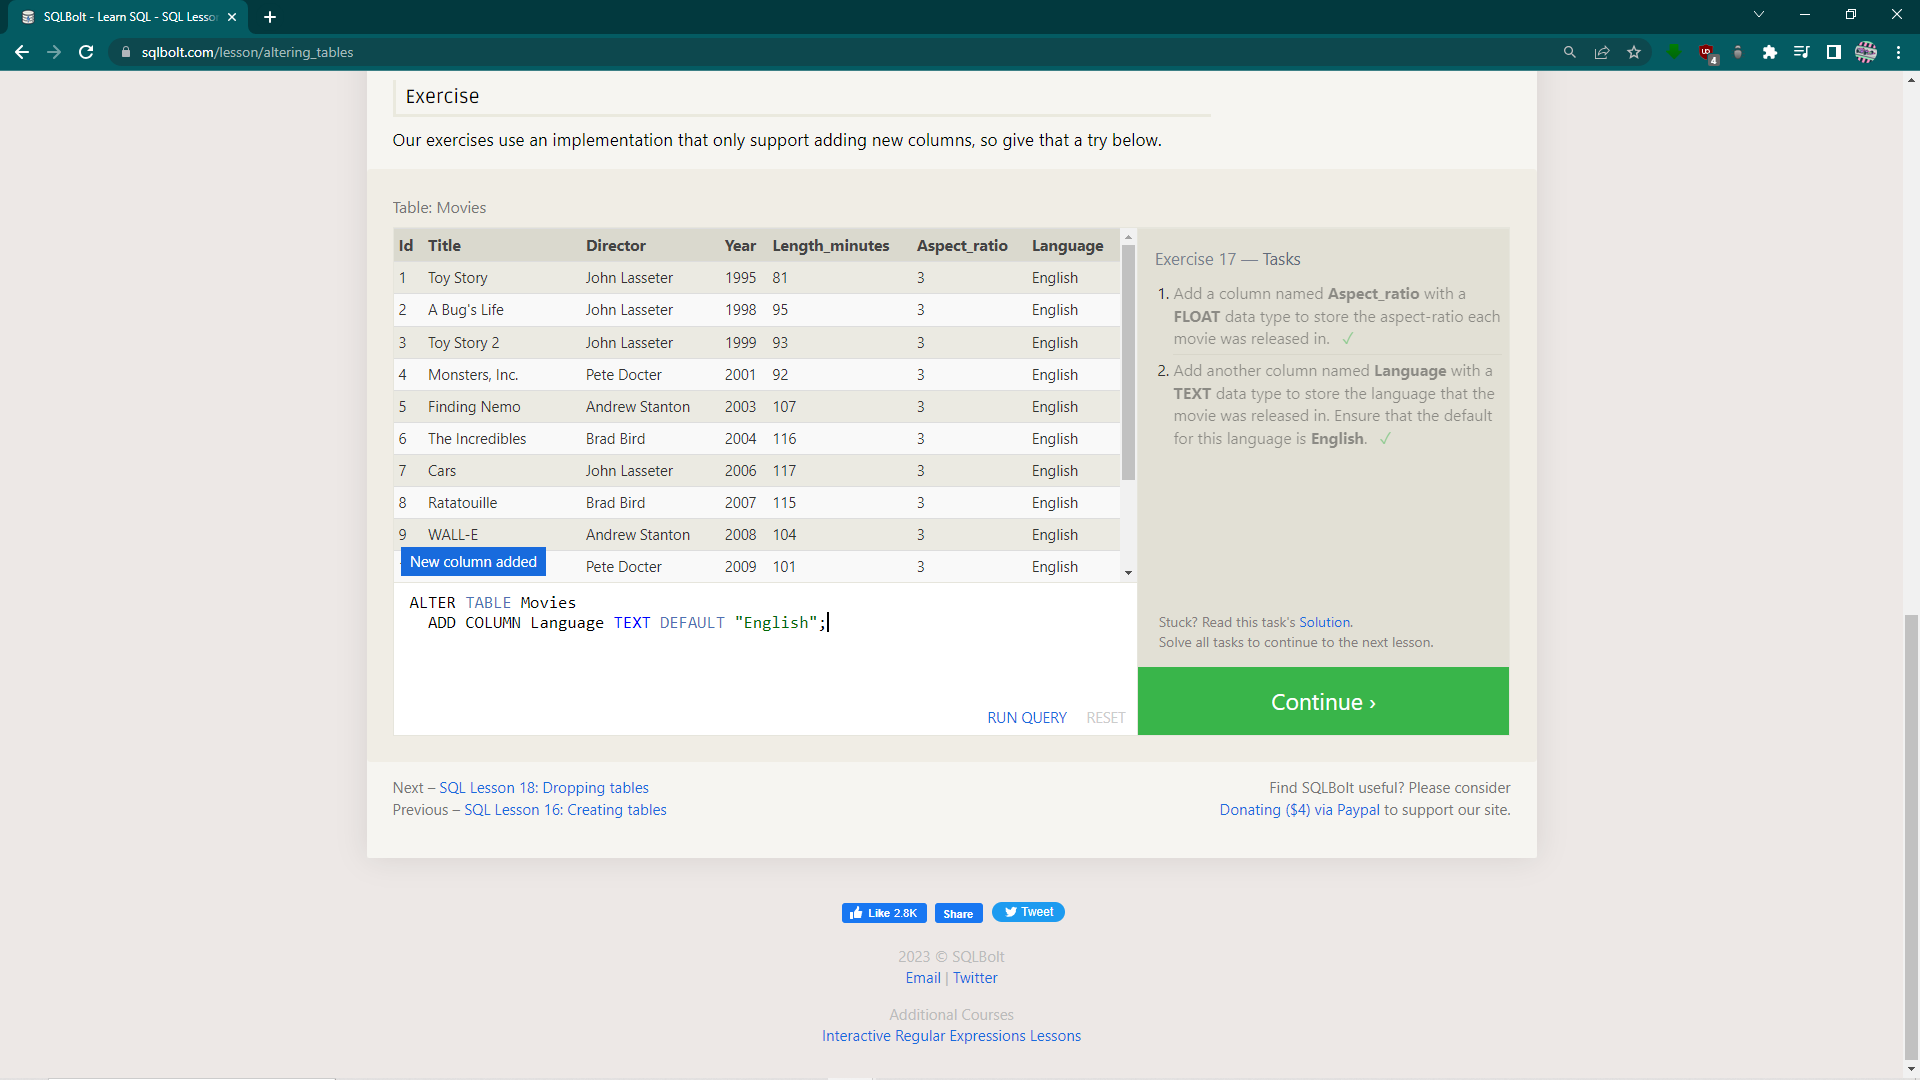 SQLBolt - Learn SQL - SQL Lesson
sqlbolt.com/lesson/altering_tables
4
Exercise
Our exercises use an implementation that only support adding new columns, so give that a try below.
Table: Movies
Id Title Director Year Length_minutes Aspect_ratio Language
1 Toy Story John Lasseter 1995 81 3 English
2 A Bug's Life John Lasseter 1998 95 3 English
3 Toy Story 2 John Lasseter 1999 93 3 English
4 Monsters, Inc. Pete Docter 2001 92 3 English
5 Finding Nemo Andrew Stanton 2003 107 3 English
6 The Incredibles Brad Bird 2004 116 3 English
7 Cars John Lasseter 2006 117 3 English
8 Ratatouille Brad Bird 2007 115 3 English
9 WALL-E Andrew Stanton 2008 104 3 English
Pete Docter 2009 101 3 English
New column added
ALTER TABLE Movies
ADD COLUMN Language TEXT DEFAULT "English";
RUN QUERY RESET
Exercise 17 — Tasks
1. Add a column named Aspect_ratio with a
FLOAT data type to store the aspect-ratio each
movie was released in. ✓
2. Add another column named Language with a
TEXT data type to store the language that the
movie was released in. Ensure that the default
for this language is English. ✓
Stuck? Read this task's Solution.
Solve all tasks to continue to the next lesson.
Continue ›
Next – SQL Lesson 18: Dropping tables
Previous – SQL Lesson 16: Creating tables
Find SQLBolt useful? Please consider
Donating ($4) via Paypal to support our site.
Like 2.8K Share Tweet
2023 © SQLBolt
Email | Twitter
Additional Courses
Interactive Regular Expressions Lessons